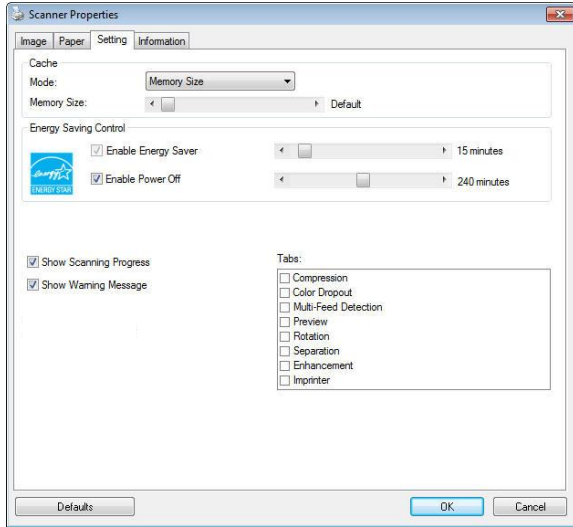 Scanner Properties
Image Paper Setting Information
Cache
Mode: Memory Size
Memory Size: Default
Energy Saving Control
Enable Energy Saver 15 minutes
energy
ENERGY STAR
Enable Power Off 240 minutes
Show Scanning Progress
Show Warning Message
Tabs:
Compression
Color Dropout
Multi-Feed Detection
Preview
Rotation
Separation
Enhancement
Imprinter
Defaults OK Cancel